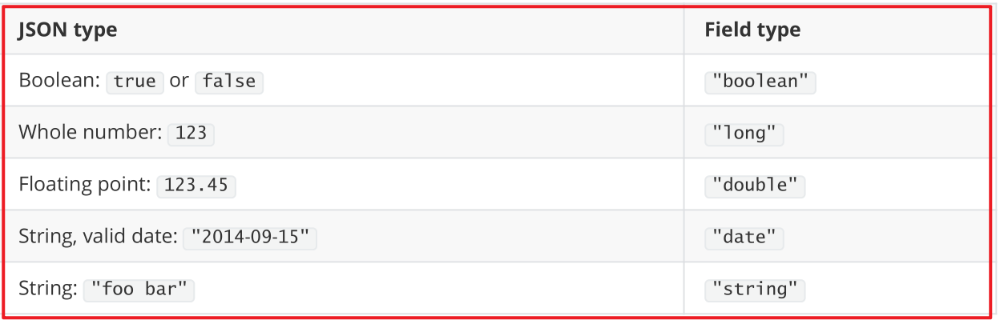 JSON type Field type
Boolean: true or false "boolean"
Whole number: 123 "long"
Floating point: 123.45 "double"
String, valid date: "2014-09-15" "date"
String: "foo bar" "string"